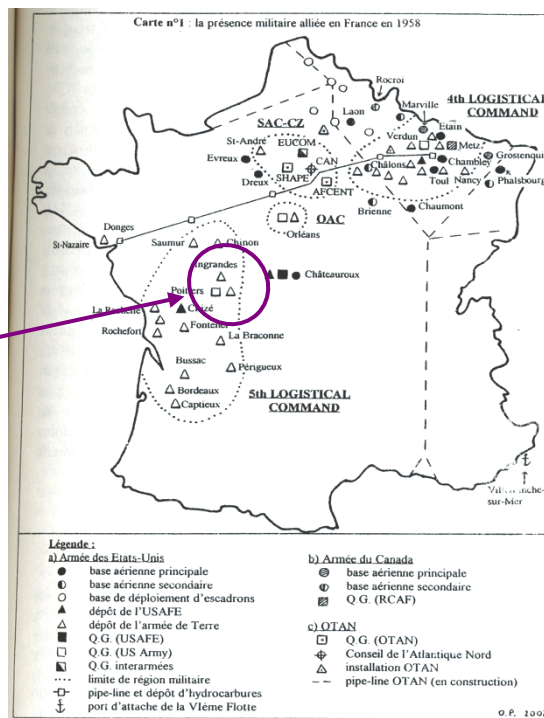 Carte n°1 : la présence militaire alliée en France en 1958
Rocroi
Laon
Marville
4th LOGISTICAL
COMMAND
SAC-CZ
Verdun
Etain
St-André
EUCOM
Metz
Grostenquin
Evreux
CAN
Châlons
Chambley
SHAPE
Dreux
Toul
Nancy
Phalsbourg
AFCENT
Brienne
Chaumont
OAC
Donges
Orléans
St-Nazaire
Saumur
Chinon
Ingrandes
Châteauroux
Poitiers
La Rochelle
Chizé
Rochefort
Fontenet
La Braconne
Bussac
Périgueux
Bordeaux
5th LOGISTICAL
Captieux
COMMAND
Villefranche-
sur-Mer
Légende :
a) Armée des Etats-Unis
base aérienne principale
base aérienne secondaire
base de déploiement d'escadrons
dépôt de l'USAFE
dépôt de l'armée de Terre
Q.G. (USAFE)
Q.G. (US Army)
Q.G. interarmées
limite de région militaire
pipe-line et dépôt d'hydrocarbures
port d'attache de la VIéme Flotte
b) Armée du Canada
base aérienne principale
base aérienne secondaire
Q.G. (RCAF)
c) OTAN
Q.G. (OTAN)
Conseil de l'Atlantique Nord
installation OTAN
pipe-line OTAN (en construction)
O.P.